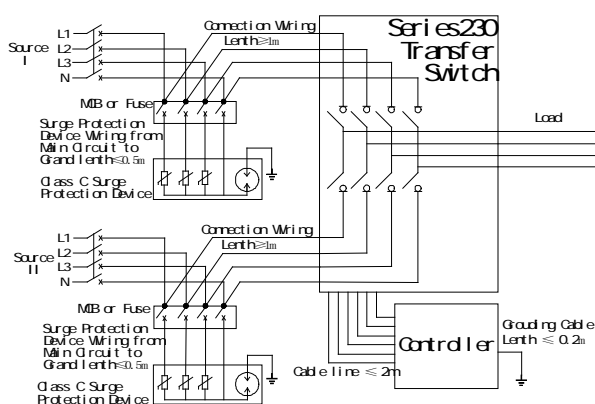 Source
I
L1
L2
L3
N
Connection Wiring
Lenth≥1m
Series230
Transfer
Switch
Load
MCB or Fuse
Surge Protection
Device Wiring from
Main Circuit to
Grand lenth≤0.5m
Class C Surge
Protection Device
Source
II
L1
L2
L3
N
Connection Wiring
Lenth≥1m
MCB or Fuse
Surge Protection
Device Wiring from
Main Circuit to
Grand lenth≤0.5m
Class C Surge
Protection Device
Controller
Grounding Cable
Lenth ≤ 0.2m
Cable line ≤ 2m